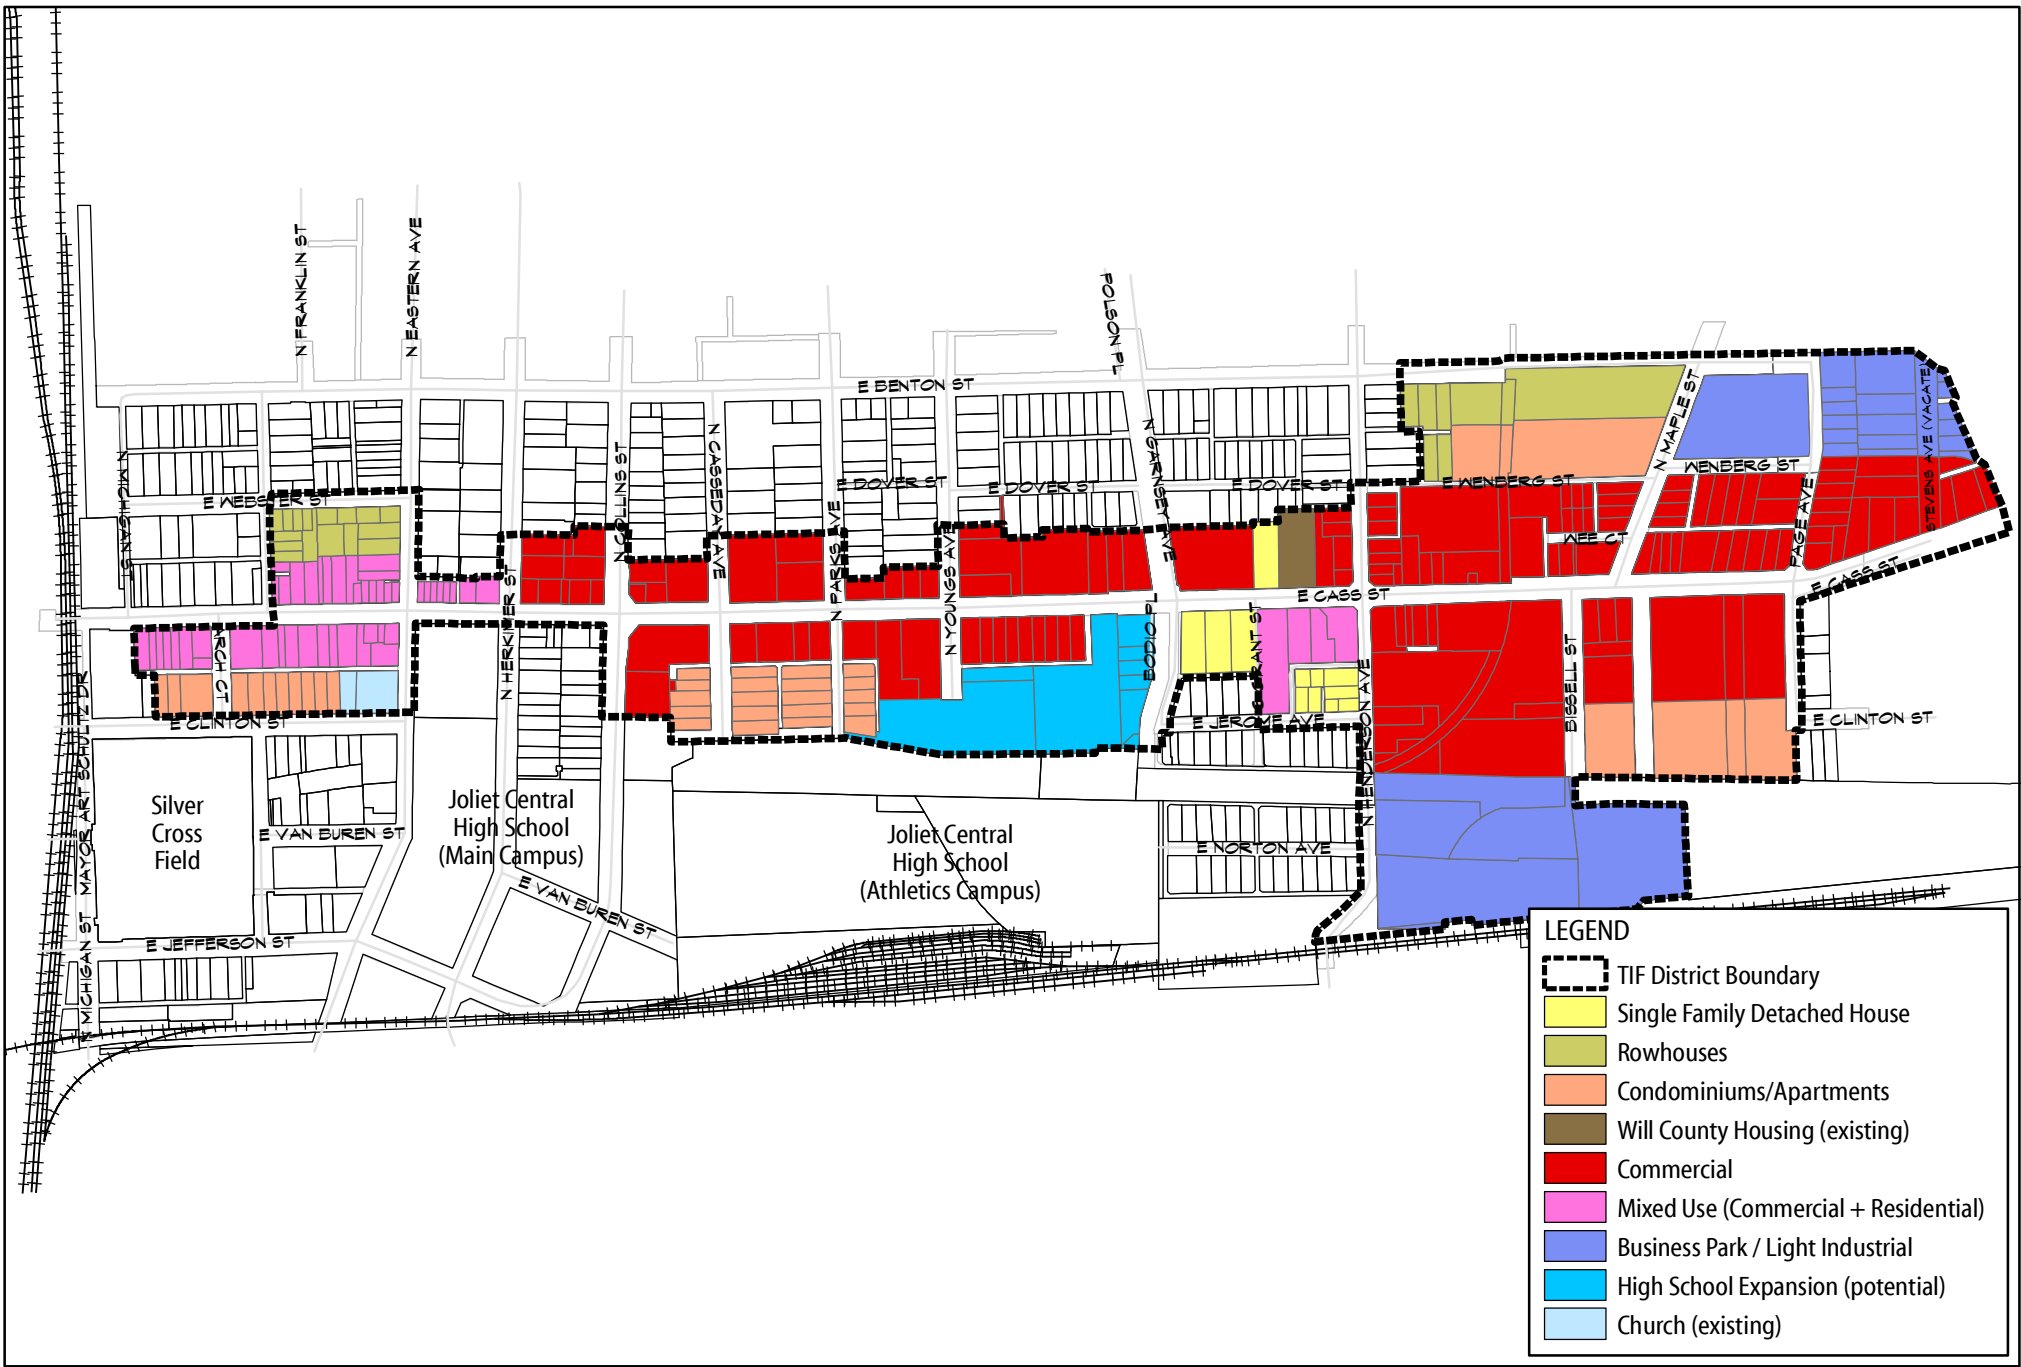 N FRANKLIN ST
N EASTERN AVE
POLSON PL
E BENTON ST
N CASSEDAY AVE
N COLLINS ST
N GARNSEY AVE
N MAPLE ST
STEVENS AVE (VACATE)
E WEBSTER ST
E DOVER ST
E DOVER ST
E DOVER ST
E WENBERG ST
WENBERG ST
PAGE AVE
WEE CT
N MICHIGAN ST
N HERKIMER ST
N PARKS AVE
N YOUNGS AVE
E CASS ST
E CASS ST
ARCH CT
BODIO PL
GRANT ST
N HENDERSON AVE
BISSELL ST
E CLINTON ST
E JEROME AVE
E CLINTON ST
MAYOR ART SCHULTZ DR
Silver
Cross
Field
Joliet Central
High School
(Main Campus)
Joliet Central
High School
(Athletics Campus)
E VAN BUREN ST
E NORTON AVE
E VAN BUREN ST
E JEFFERSON ST
N MICHIGAN ST
LEGEND
TIF District Boundary
Single Family Detached House
Rowhouses
Condominiums/Apartments
Will County Housing (existing)
Commercial
Mixed Use (Commercial + Residential)
Business Park / Light Industrial
High School Expansion (potential)
Church (existing)